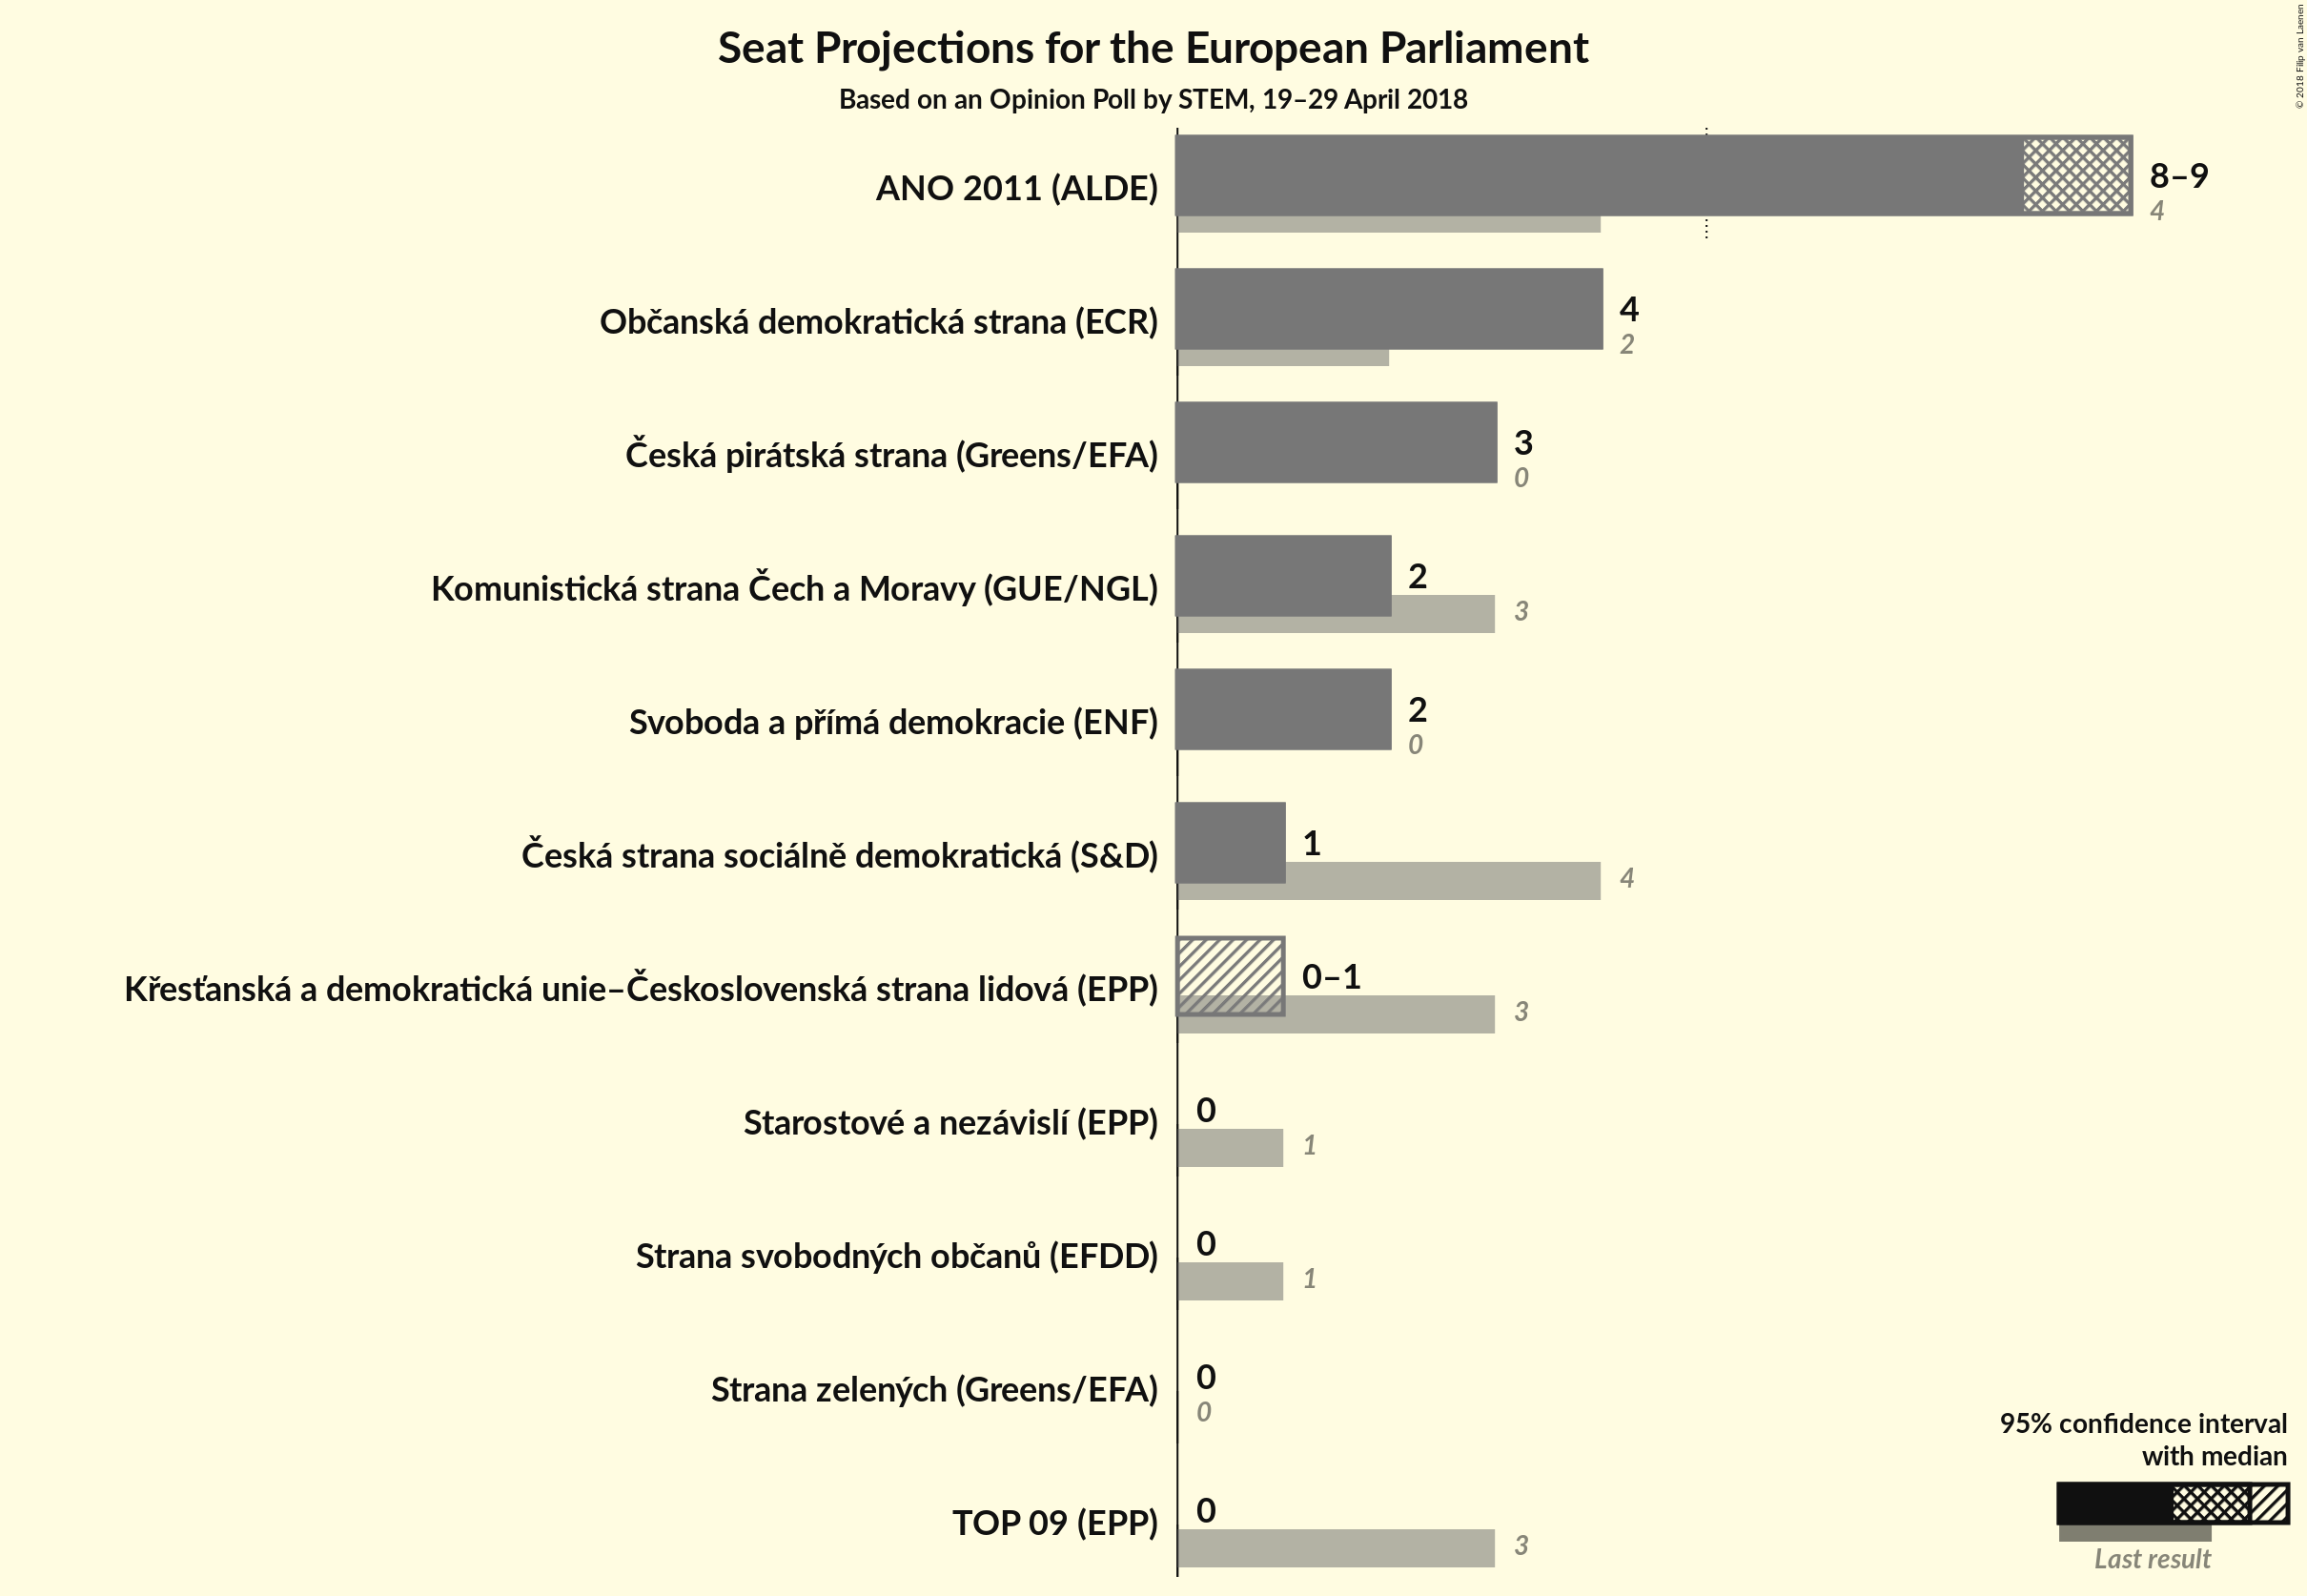 Seat Projections for the European Parliament
Based on an Opinion Poll by STEM, 19–29 April 2018
© 2018 Filip van Laenen
ANO 2011 (ALDE)
8–9
4
Občanská demokratická strana (ECR)
4
2
Česká pirátská strana (Greens/EFA)
3
0
Komunistická strana Čech a Moravy (GUE/NGL)
2
3
Svoboda a přímá demokracie (ENF)
2
0
Česká strana sociálně demokratická (S&D)
1
4
Křesťanská a demokratická unie–Československá strana lidová (EPP)
0–1
3
Starostové a nezávislí (EPP)
0
1
Strana svobodných občanů (EFDD)
0
1
Strana zelených (Greens/EFA)
0
0
TOP 09 (EPP)
0
3
95% confidence interval
with median
Last result